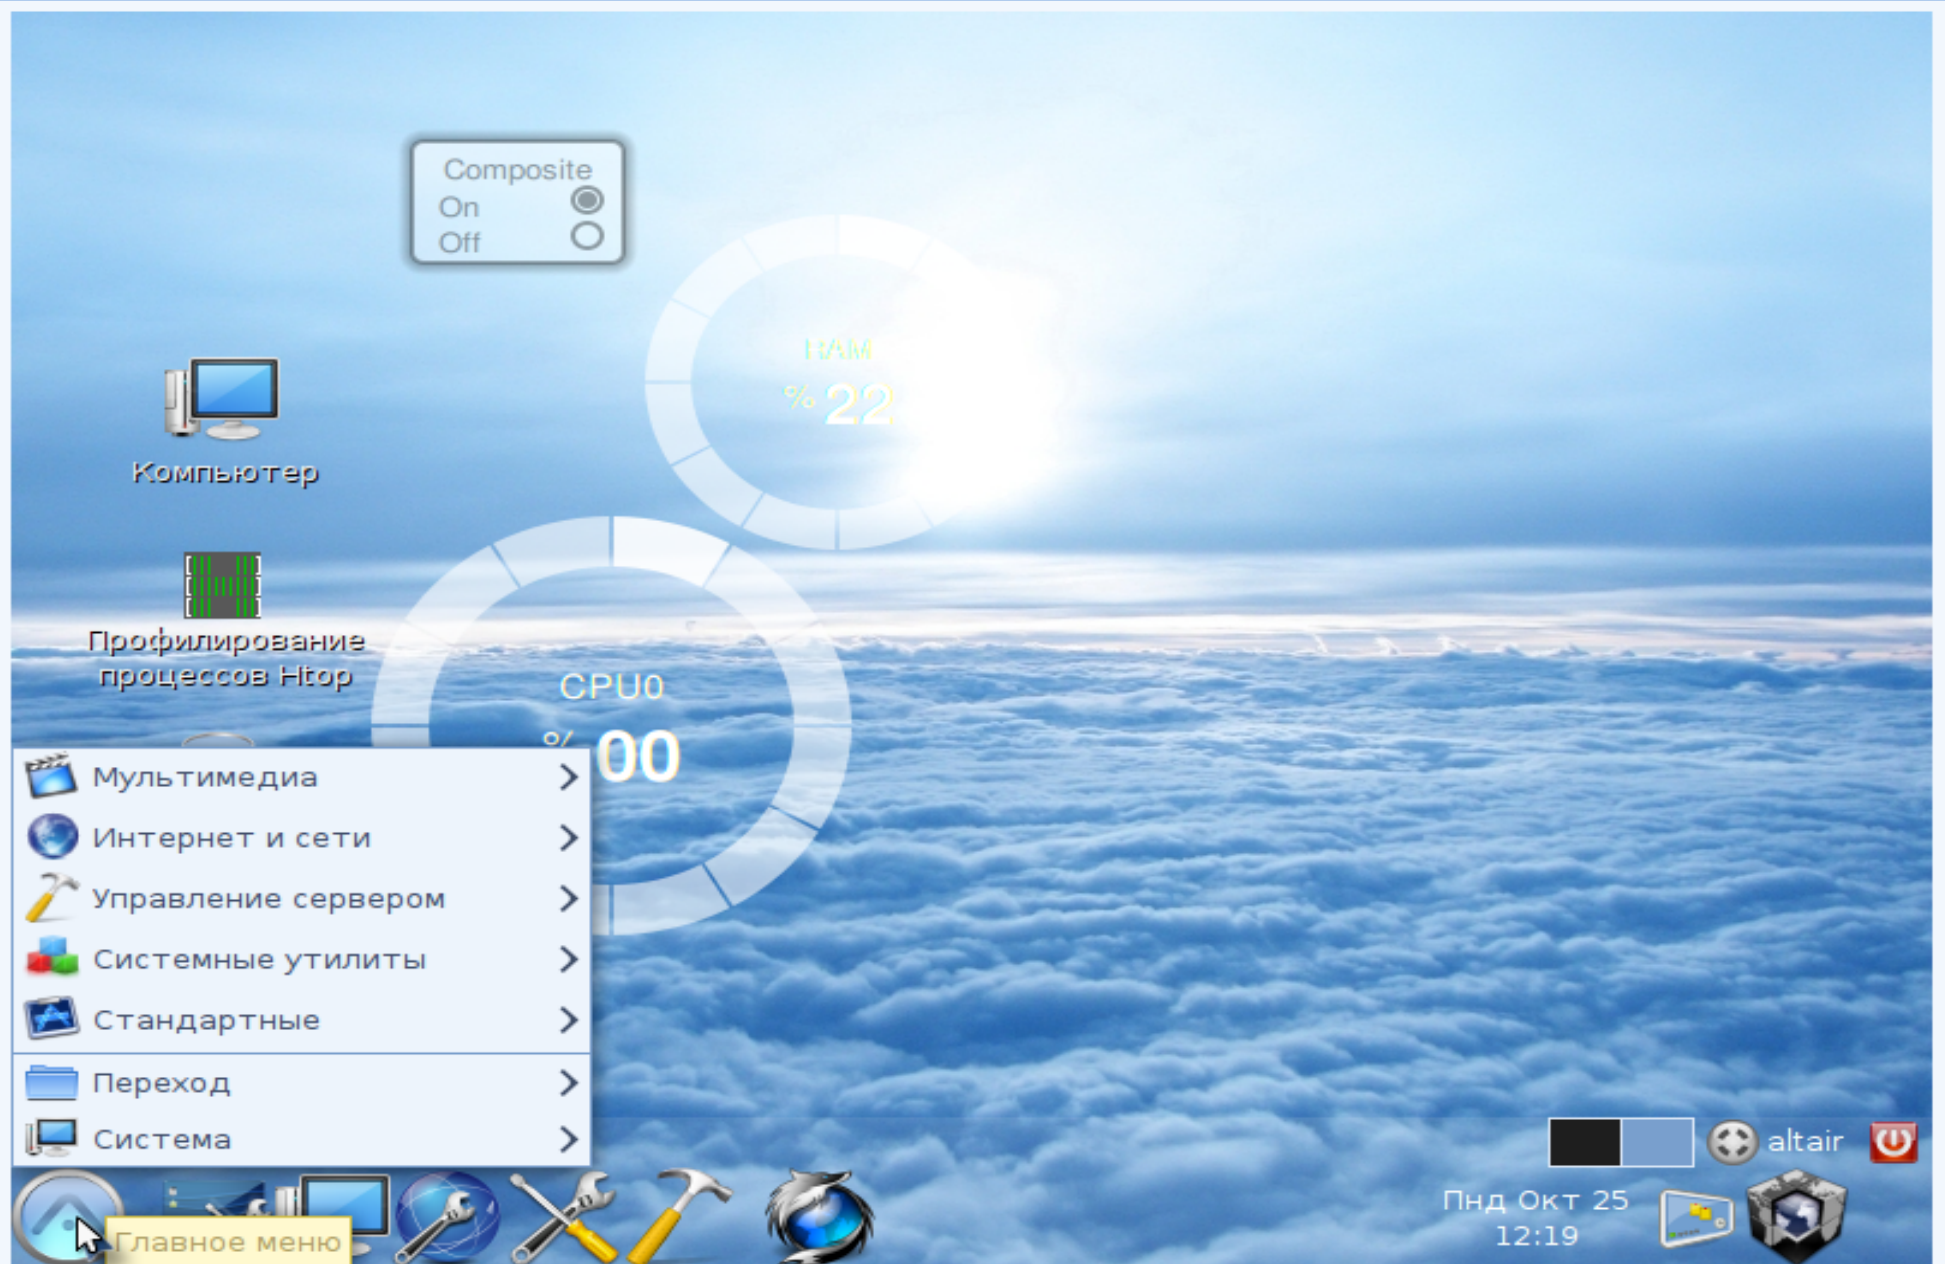 Composite
On
Off
RAM
% 22
Компьютер
Профилирование
процессов Htop
CPU0
% 00
Мультимедиа
Интернет и сети
Управление сервером
Системные утилиты
Стандартные
Переход
Система
altair
Главное меню
Пнд Окт 25
12:19